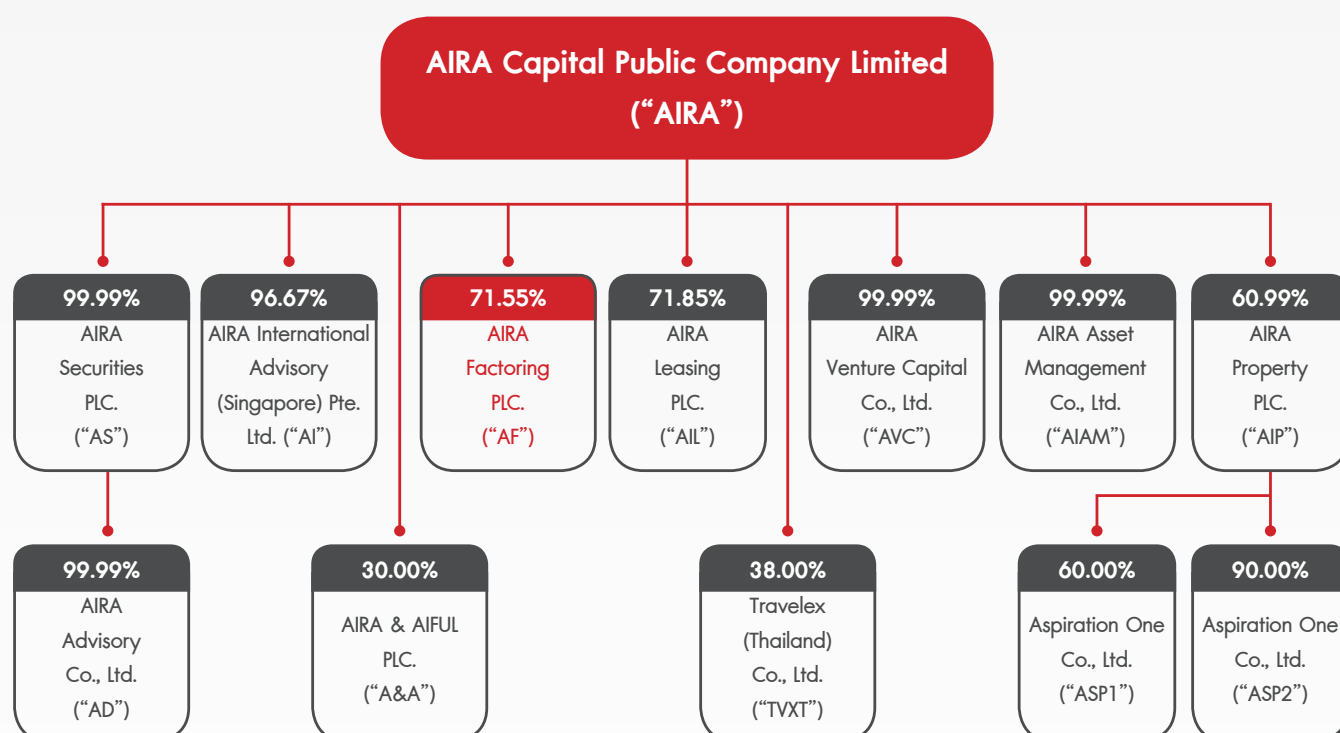 AIRA Capital Public Company Limited
(“AIRA”)
99.99%
AIRA
Securities
PLC.
(“AS”)
96.67%
AIRA International
Advisory
(Singapore) Pte.
Ltd. (“AI”)
71.55%
AIRA
Factoring
PLC.
(“AF”)
71.85%
AIRA
Leasing
PLC.
(“AIL”)
99.99%
AIRA
Venture Capital
Co., Ltd.
(“AVC”)
99.99%
AIRA Asset
Management
Co., Ltd.
(“AIAM”)
60.99%
AIRA
Property
PLC.
(“AIP”)
99.99%
AIRA
Advisory
Co., Ltd.
(“AD”)
30.00%
AIRA & AIFUL
PLC.
(“A&A”)
38.00%
Travelex
(Thailand)
Co., Ltd.
(“TVXT”)
60.00%
Aspiration One
Co., Ltd.
(“ASP1”)
90.00%
Aspiration One
Co., Ltd.
(“ASP2”)